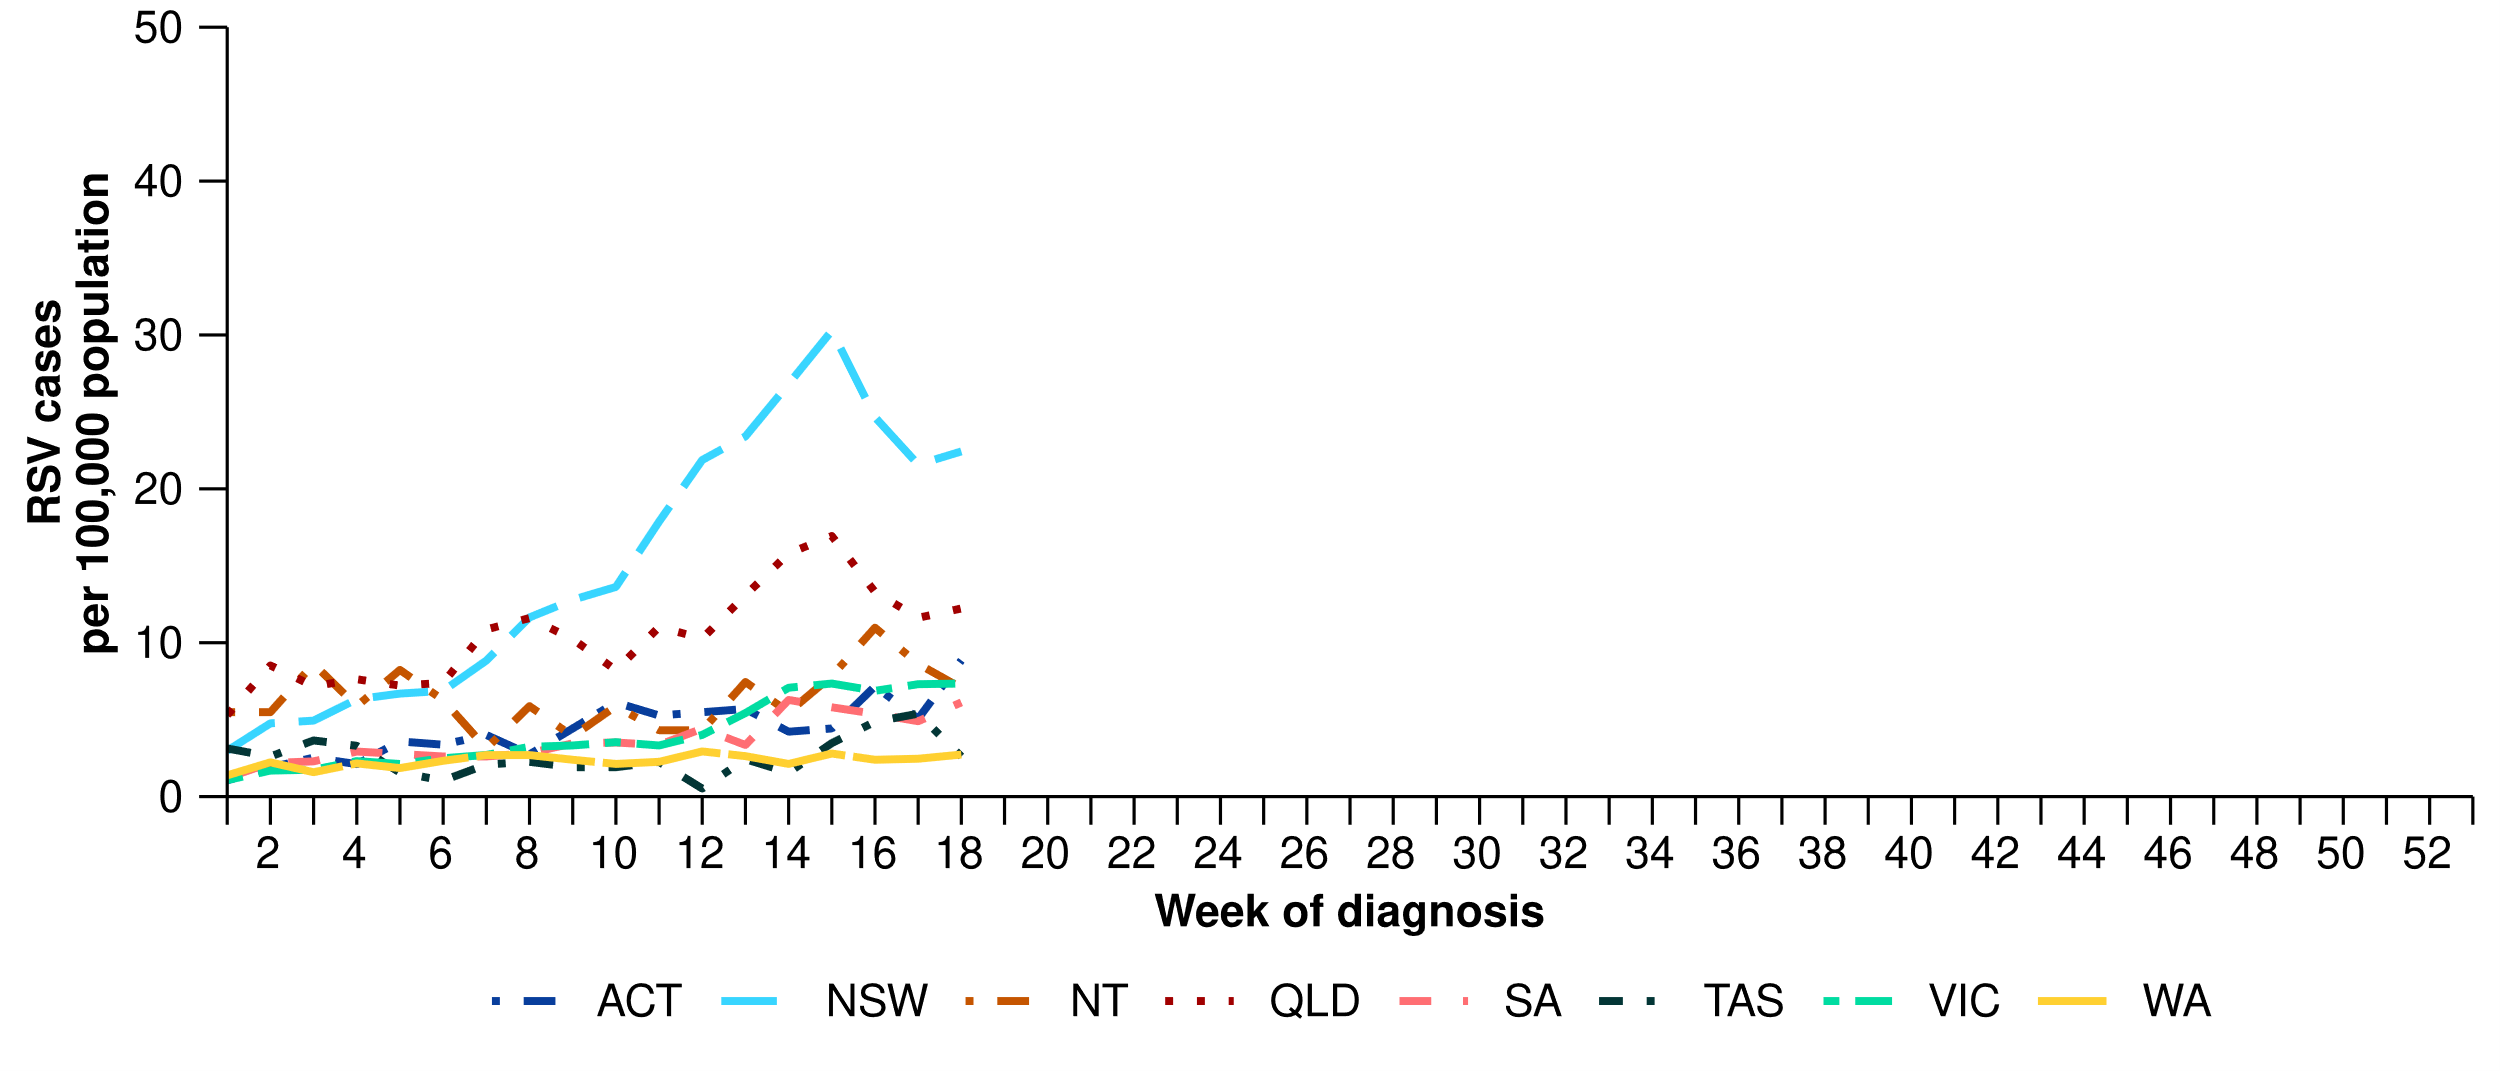 RSV cases
per 100,000 population
50
40
30
20
10
0
2 4 6 8 10 12 14 16 18 20 22 24 26 28 30 32 34 36 38 40 42 44 46 48 50 52
Week of diagnosis
ACT NSW NT QLD SA TAS VIC WA